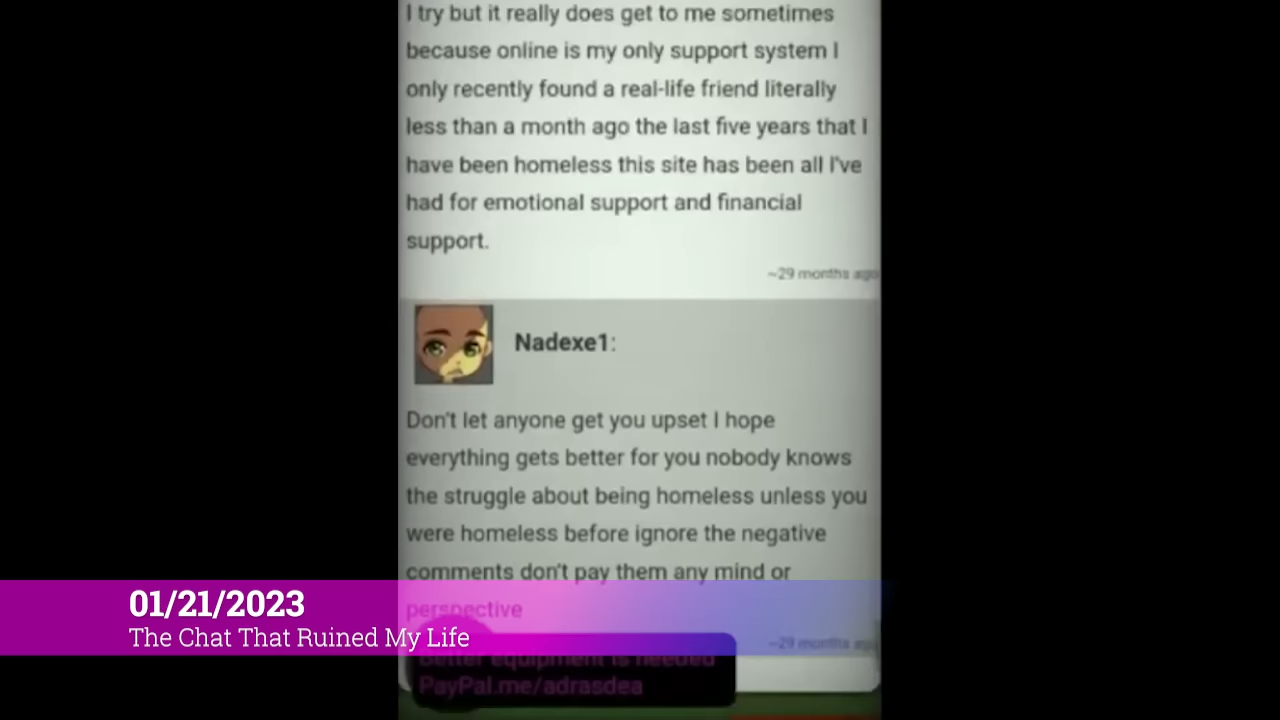 I try but it really does get to me sometimes
because online is my only support system I
only recently found a real-life friend literally
less than a month ago the last five years that I
have been homeless this site has been all I've
had for emotional support and financial
support.
~29 months ago
Nadexe1:
Don't let anyone get you upset I hope
everything gets better for you nobody knows
the struggle about being homeless unless you
were homeless before ignore the negative
comments don't pay them any mind or
perspective
~29 months ago
01/21/2023
The Chat That Ruined My Life
Better equipment is needed
PayPal.me/adrasdea